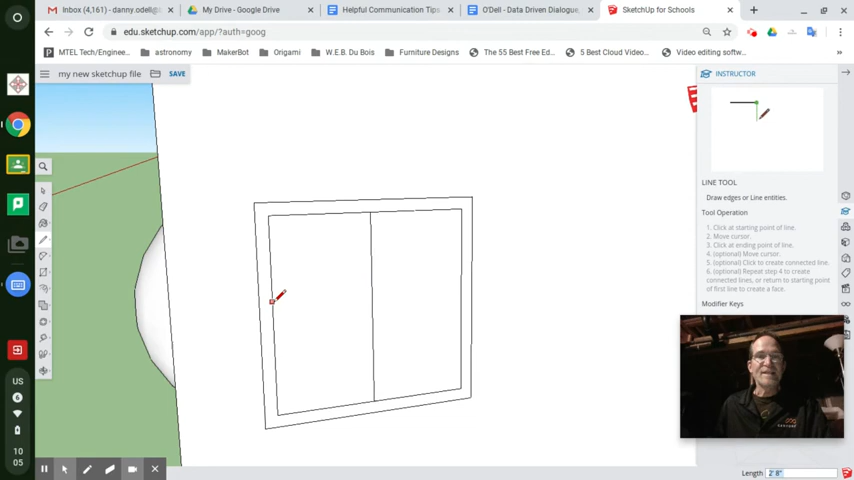 Inbox (4,161) - danny.odell@
My Drive - Google Drive
Helpful Communication Tips
O'Dell - Data Driven Dialogue,
SketchUp for Schools
edu.sketchup.com/app/?auth=goog
MTEL Tech/Enginee...
astronomy
MakerBot
Origami
W.E.B. Du Bois
Furniture Designs
The 55 Best Free Ed...
5 Best Cloud Video...
Video editing softw...
my new sketchup file
SAVE
INSTRUCTOR
LINE TOOL
Draw edges or Line entities.
Tool Operation
1. Click at starting point of line.
2. Move cursor.
3. Click at ending point of line.
4. (optional) Move cursor.
5. (optional) Click to create connected line.
6. (optional) Repeat step 4 to create
connected lines, or return to starting point
of first line to create a face.
Modifier Keys
US
6
10
05
Length
2' 8"